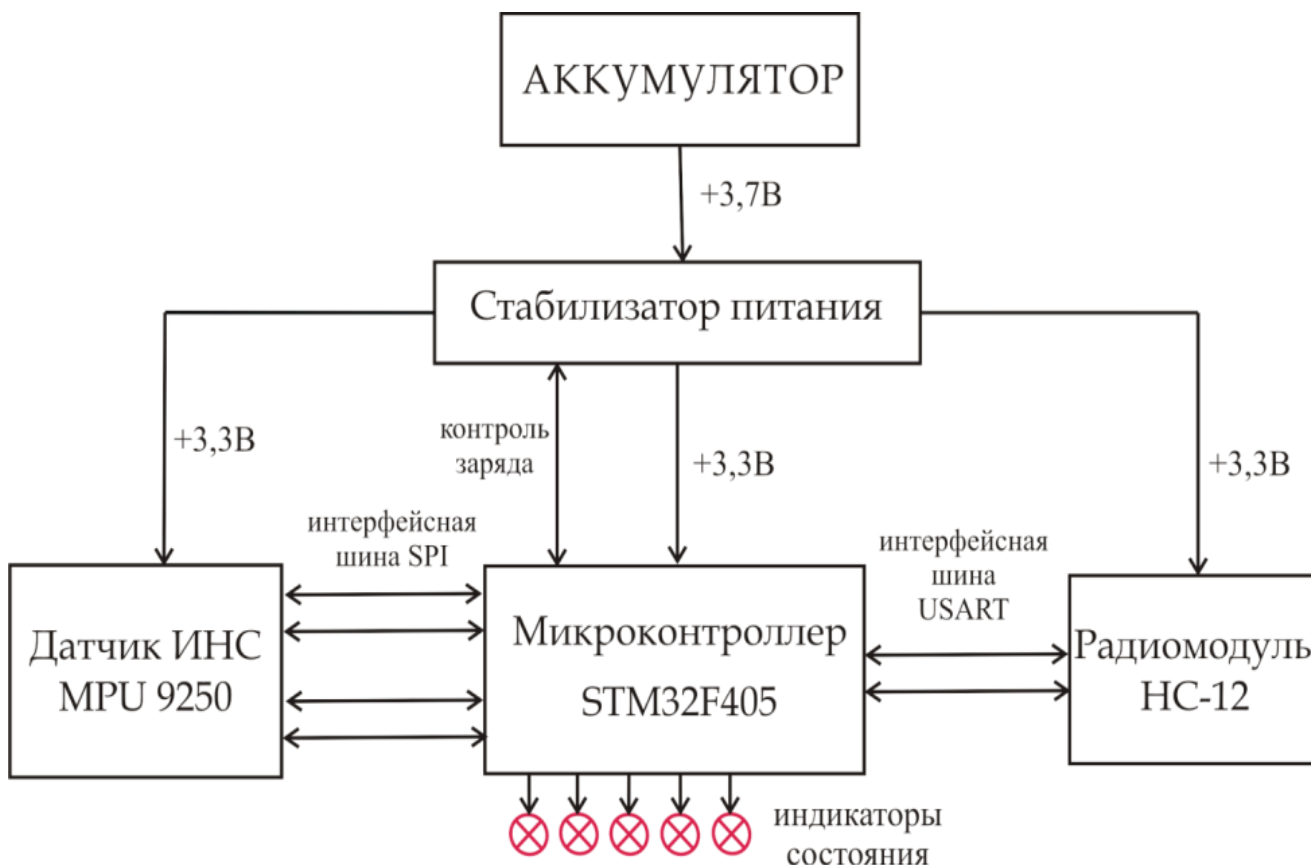 АККУМУЛЯТОР
+3,7В
Стабилизатор питания
+3,3В
контроль
заряда
+3,3В
+3,3В
интерфейсная
шина SPI
интерфейсная
шина
USART
Датчик ИНС
MPU 9250
Микроконтроллер
STM32F405
Радиомодуль
HC-12
индикаторы
состояния